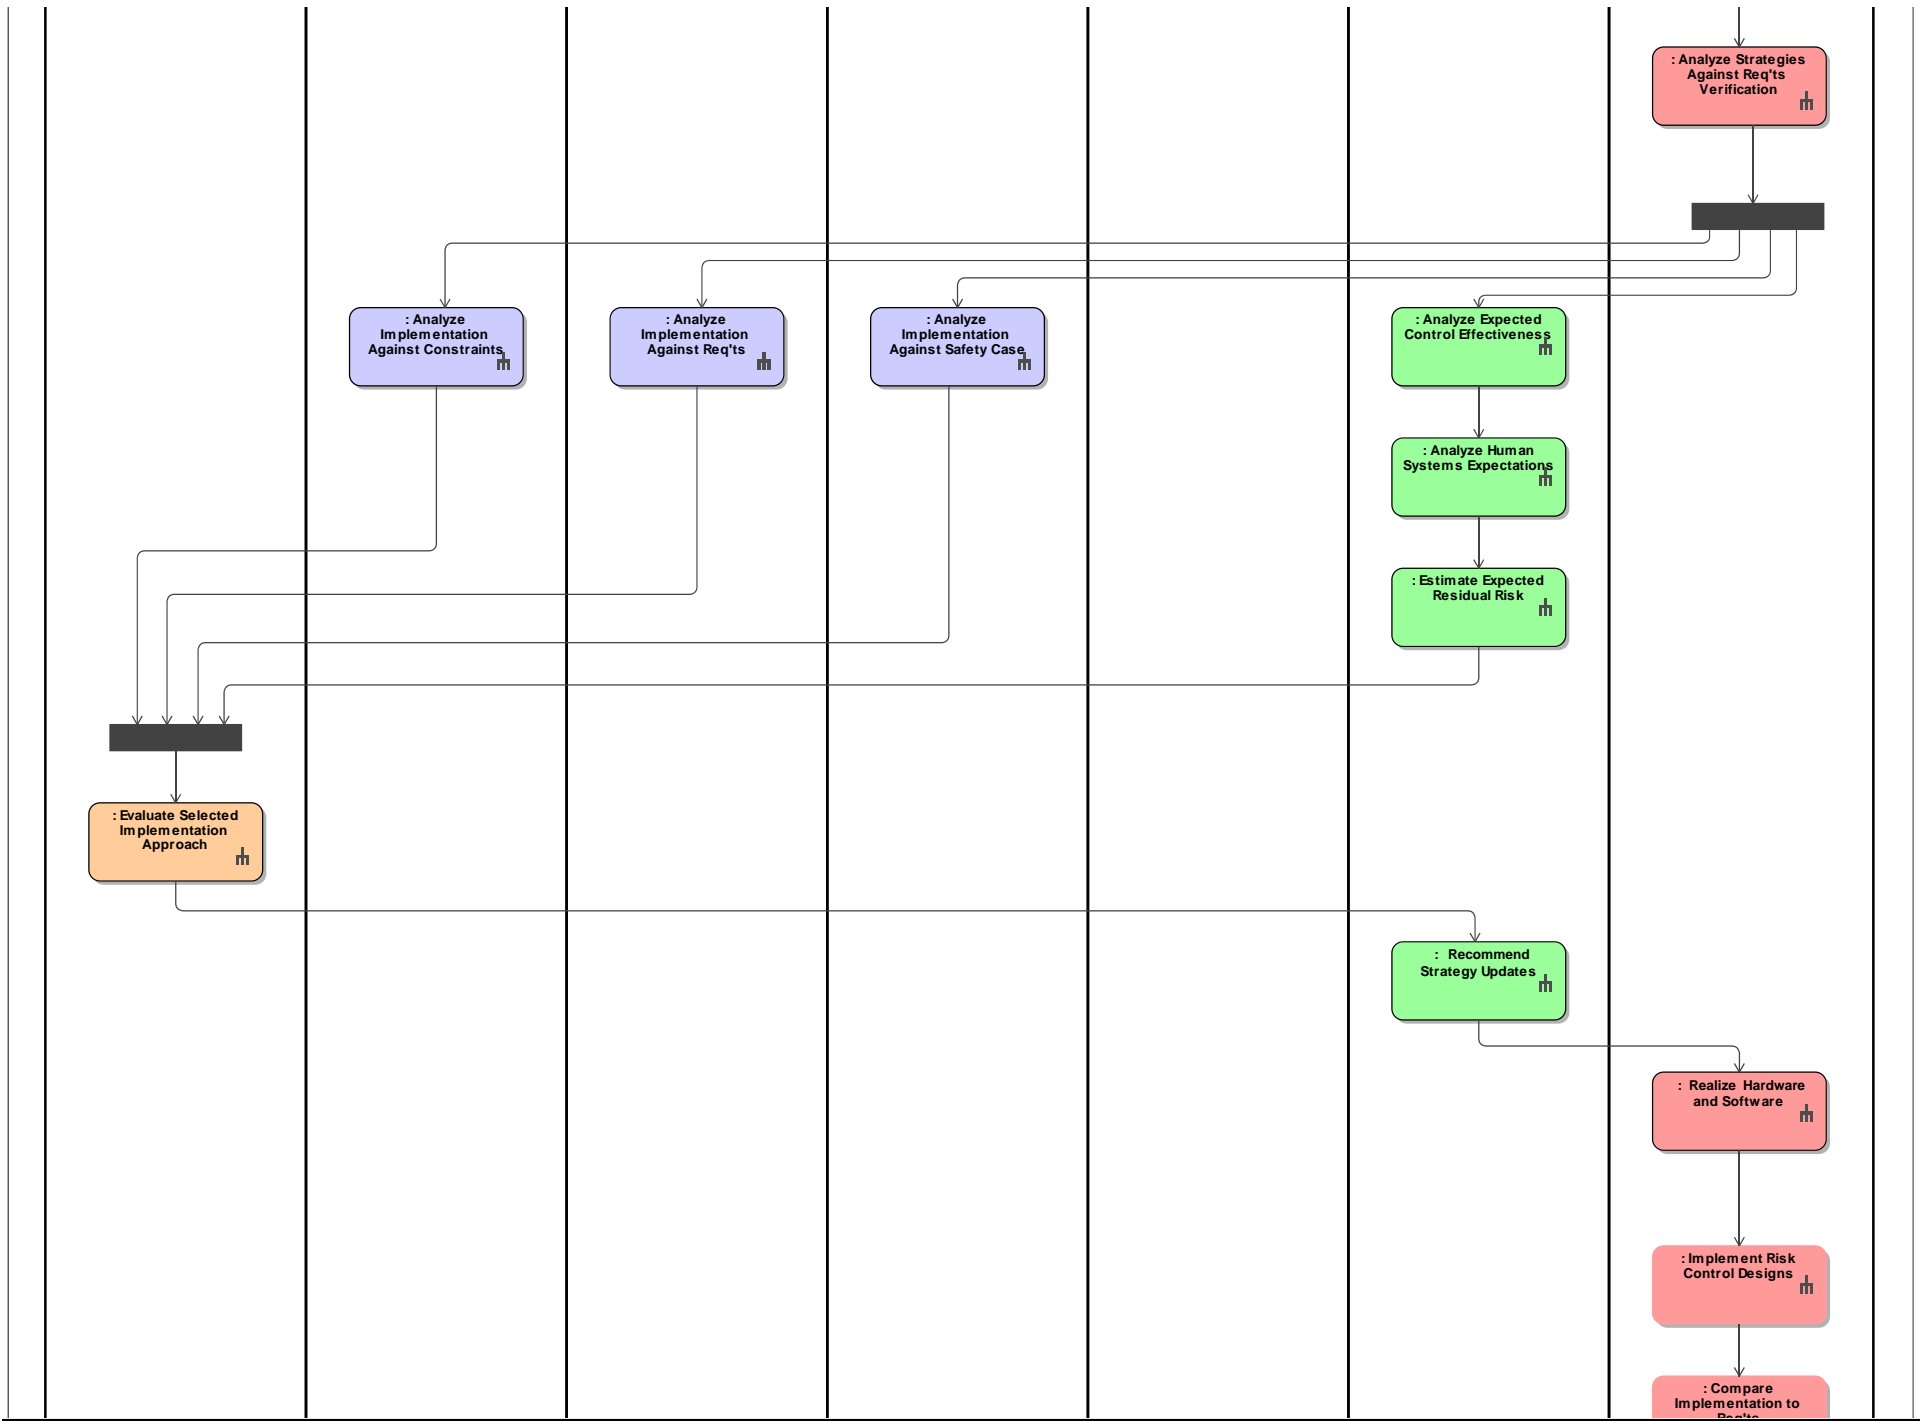 : Analyze Strategies
Against Req'ts
Verification
: Analyze
Implementation
Against Constraints
: Analyze
Implementation
Against Req'ts
: Analyze
Implementation
Against Safety Case
: Analyze Expected
Control Effectiveness
: Analyze Human
Systems Expectations
: Estimate Expected
Residual Risk
: Evaluate Selected
Implementation
Approach
: Recommend
Strategy Updates
: Realize Hardware
and Software
: Implement Risk
Control Designs
: Compare
Implementation to
Req'ts